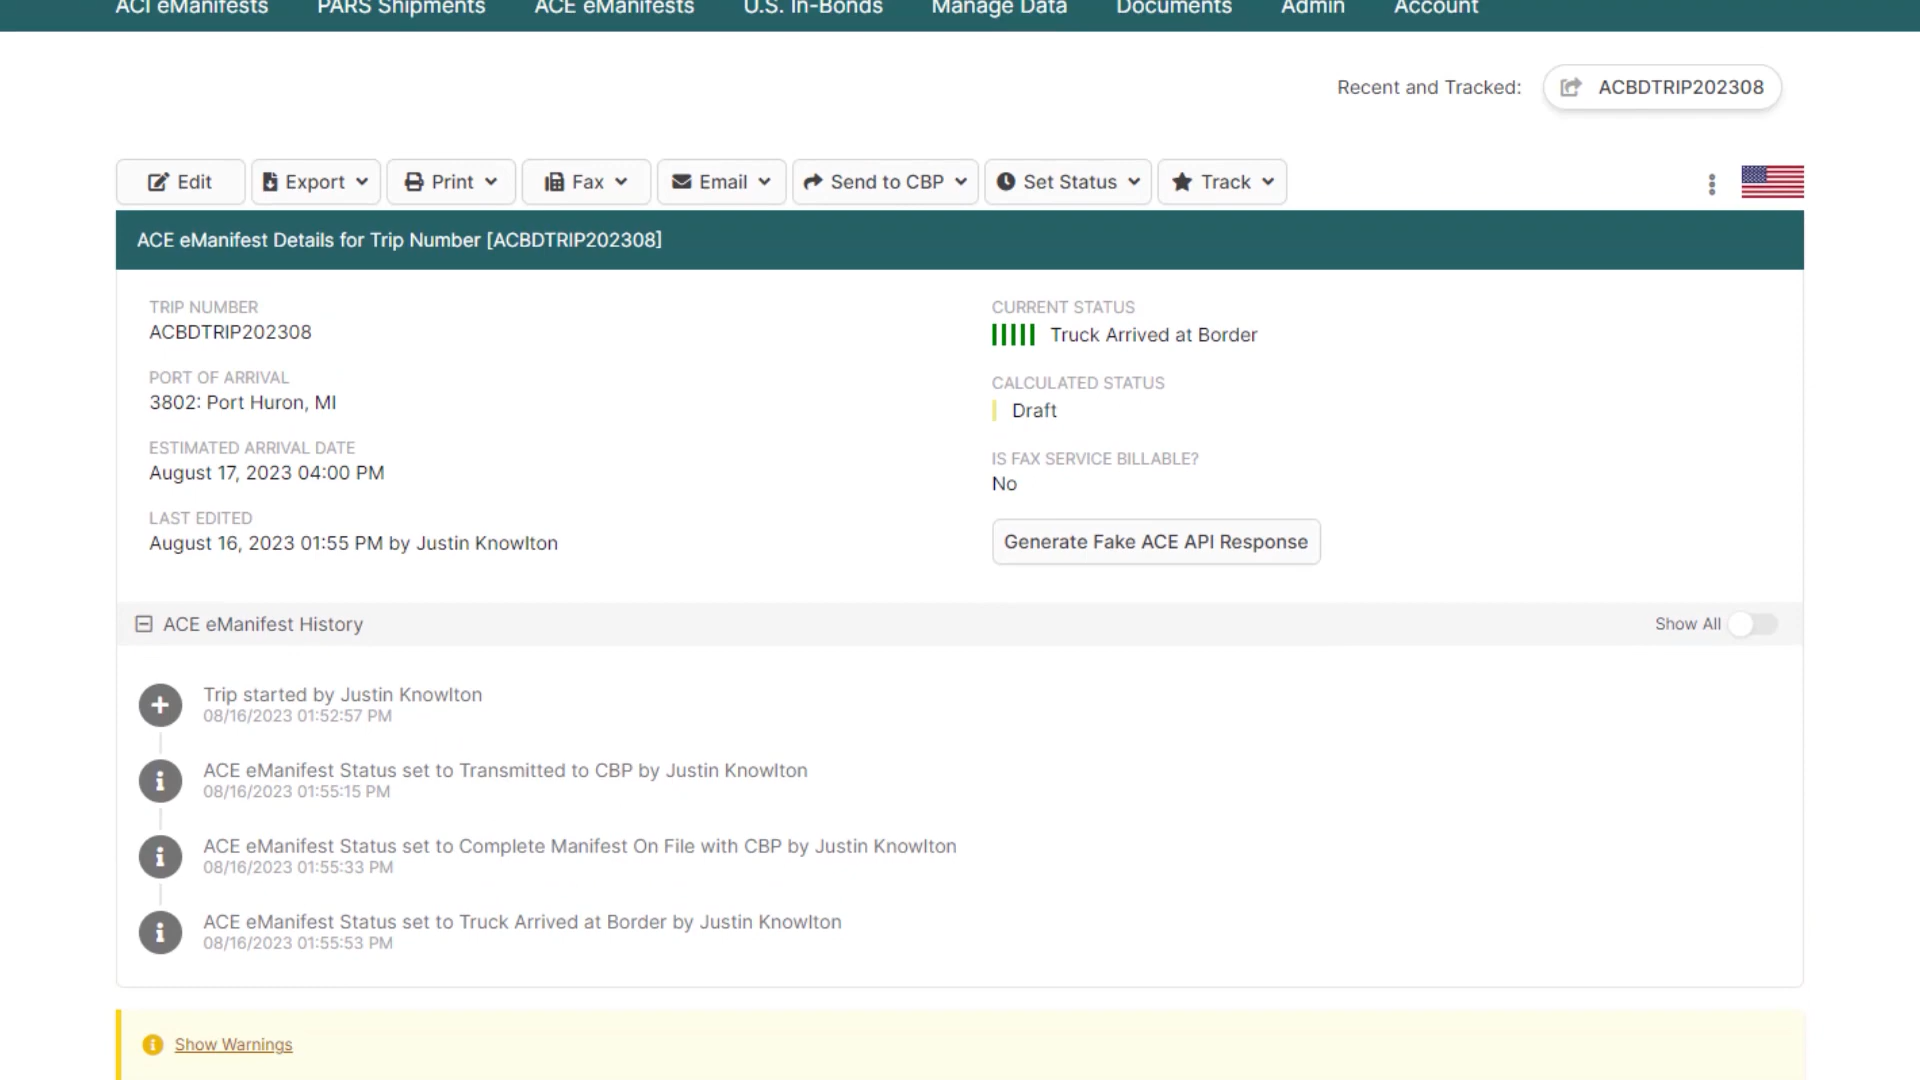 ACI eManifests PARS Shipments ACE eManifests U.S. In-Bonds Manage Data Documents Admin Account
Recent and Tracked: ACBDTRIP202308
Edit Export Print Fax Email Send to CBP Set Status Track
ACE eManifest Details for Trip Number [ACBDTRIP202308]
TRIP NUMBER
ACBDTRIP202308
PORT OF ARRIVAL
3802: Port Huron, MI
ESTIMATED ARRIVAL DATE
August 17, 2023 04:00 PM
LAST EDITED
August 16, 2023 01:55 PM by Justin Knowlton
CURRENT STATUS
Truck Arrived at Border
CALCULATED STATUS
Draft
IS FAX SERVICE BILLABLE?
No
Generate Fake ACE API Response
ACE eManifest History
Show All
Trip started by Justin Knowlton
08/16/2023 01:52:57 PM
ACE eManifest Status set to Transmitted to CBP by Justin Knowlton
08/16/2023 01:55:15 PM
ACE eManifest Status set to Complete Manifest On File with CBP by Justin Knowlton
08/16/2023 01:55:33 PM
ACE eManifest Status set to Truck Arrived at Border by Justin Knowlton
08/16/2023 01:55:53 PM
Show Warnings